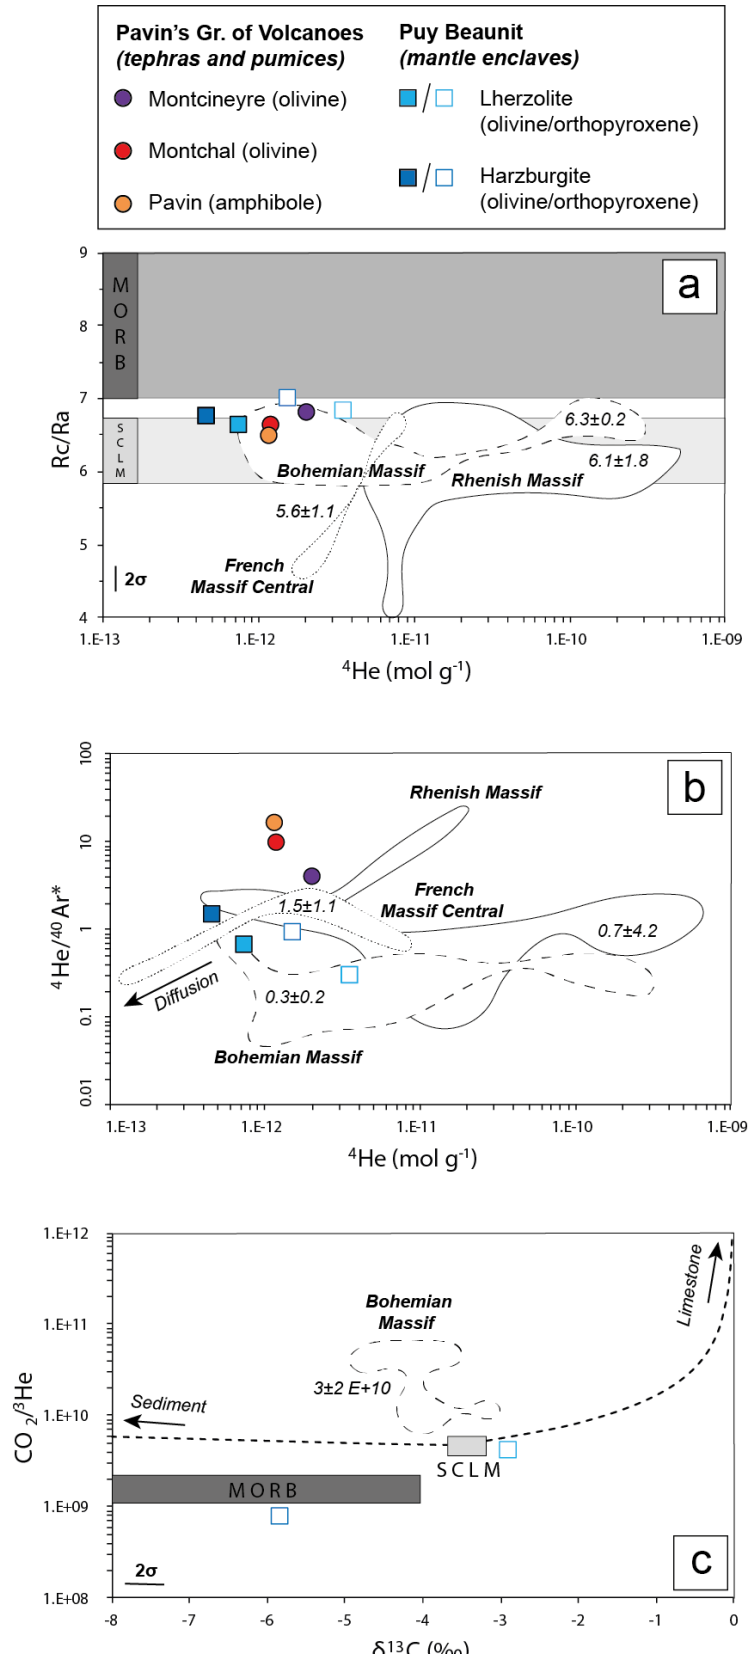 Pavin's Gr. of Volcanoes
(tephras and pumices)
Montcineyre (olivine)
Montchal (olivine)
Pavin (amphibole)
Puy Beaunit
(mantle enclaves)
Lherzolite
(olivine/orthopyroxene)
Harzburgite
(olivine/orthopyroxene)
a
9
8
7
6
5
4
Rc/Ra
MORB
SCLM
6.3±0.2
6.1±1.8
Bohemian Massif
Rhenish Massif
5.6±1.1
French
Massif Central
2σ
1.E-13 1.E-12 1.E-11 1.E-10 1.E-09
⁴He (mol g⁻¹)
b
100
10
1
0.1
0.01
⁴He/⁴⁰Ar*
Rhenish Massif
French
Massif Central
1.5±1.1
0.7±4.2
Diffusion
0.3±0.2
Bohemian Massif
1.E-13 1.E-12 1.E-11 1.E-10 1.E-09
⁴He (mol g⁻¹)
1.E+12
1.E+11
1.E+10
1.E+09
1.E+08
CO₂/³He
Limestone
Bohemian
Massif
3±2 E+10
Sediment
SCLM
MORB
2σ
c
-8 -7 -6 -5 -4 -3 -2 -1 0
δ¹³C (‰)